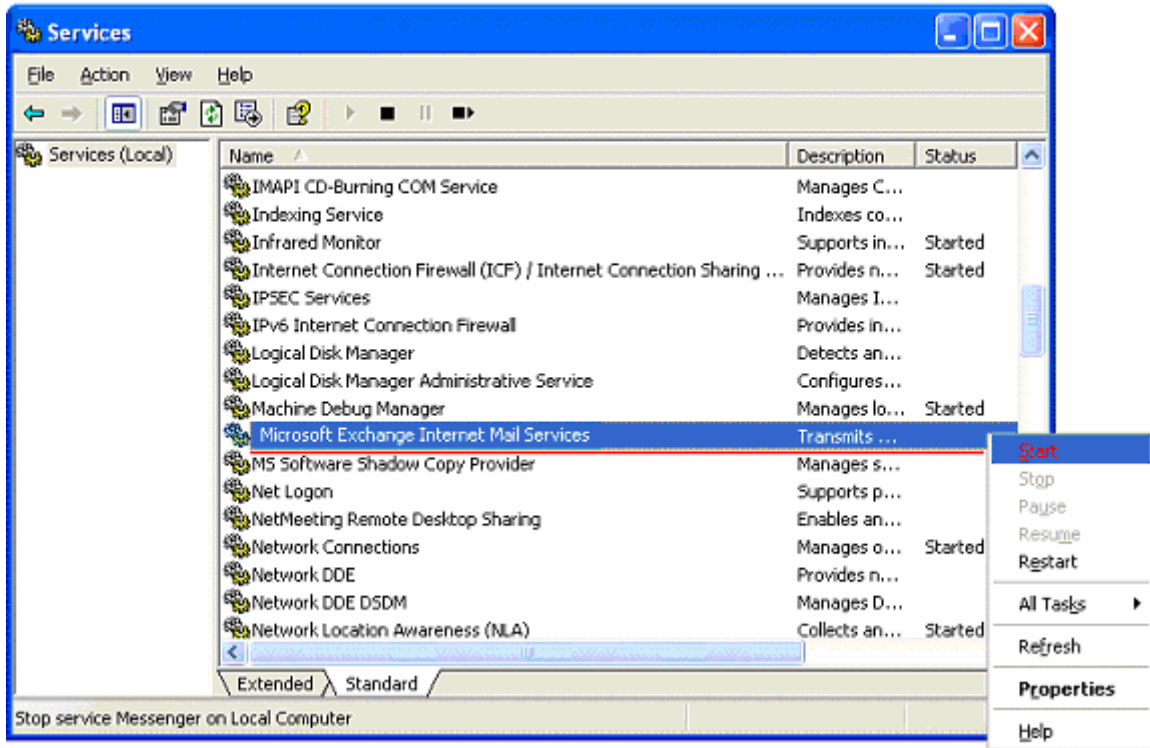 Services
File Action View Help
Services (Local)
Name Description Status
IMAPI CD-Burning COM Service Manages C...
Indexing Service Indexes co...
Infrared Monitor Supports in... Started
Internet Connection Firewall (ICF) / Internet Connection Sharing ... Provides n... Started
IPSEC Services Manages I...
IPv6 Internet Connection Firewall Provides in...
Logical Disk Manager Detects an...
Logical Disk Manager Administrative Service Configures...
Machine Debug Manager Manages lo... Started
Microsoft Exchange Internet Mail Services Transmits ...
MS Software Shadow Copy Provider Manages s...
Net Logon Supports p...
NetMeeting Remote Desktop Sharing Enables an...
Network Connections Manages o... Started
Network DDE Provides n...
Network DDE DSDM Manages D...
Network Location Awareness (NLA) Collects an... Started
Extended Standard
Stop service Messenger on Local Computer
Start
Stop
Pause
Resume
Restart
All Tasks
Refresh
Properties
Help